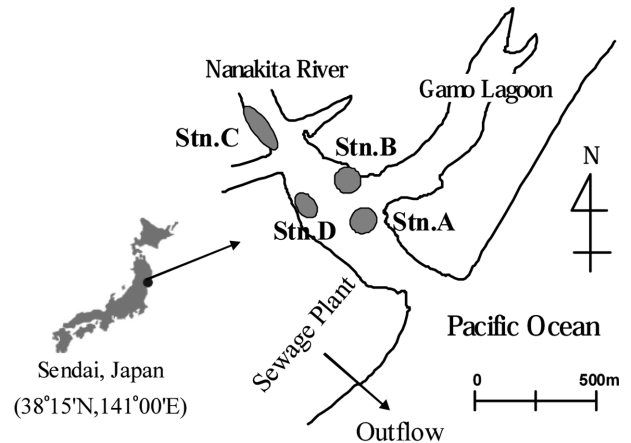 Nanakita River
Gamo Lagoon
Stn.C
Stn.B
N
Stn.A
Stn.D
Sewage Plant
Pacific Ocean
Sendai, Japan
(38°15'N,141°00'E)
0
500m
Outflow